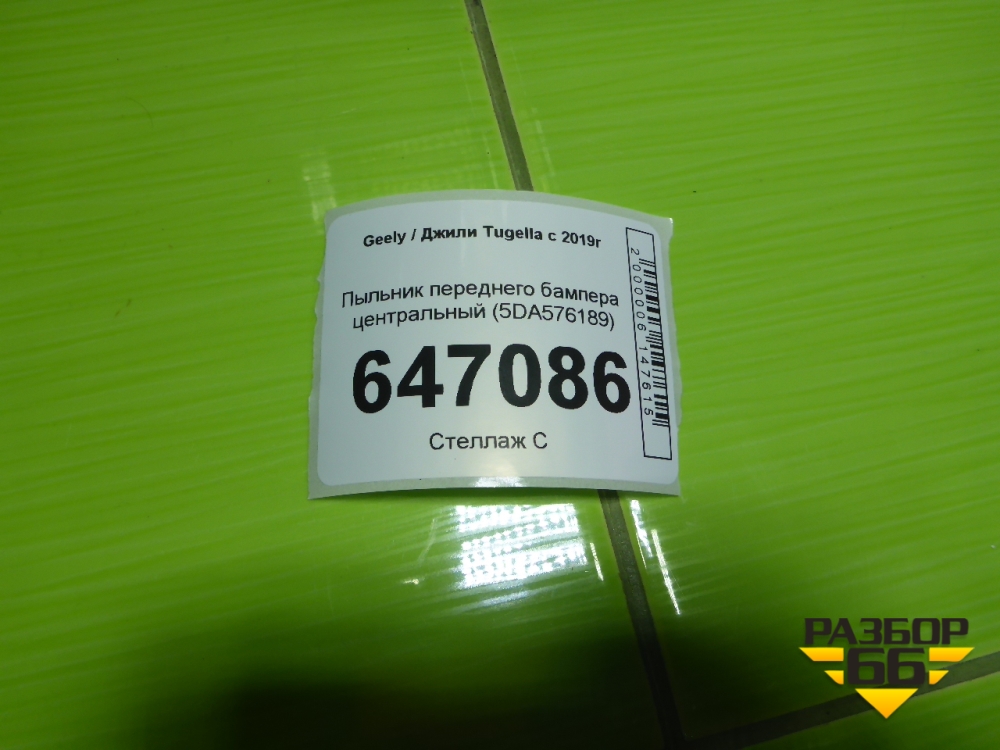 Geely / Джили Tugella с 2019г
Пыльник переднего бампера
центральный (5DA576189)
647086
Стеллаж С
2000006147615
РАЗБОР
66